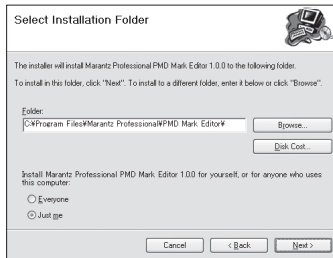 Select Installation Folder
The installer will install Marantz Professional PMD Mark Editor 1.0.0 to the following folder.
To install in this folder, click "Next". To install to a different folder, enter it below or click "Browse".
Folder:
C:¥Program Files¥Marantz Professional¥PMD Mark Editor¥
Browse...
Disk Cost...
Install Marantz Professional PMD Mark Editor 1.0.0 for yourself, or for anyone who uses
this computer:
Everyone
Just me
Cancel
< Back
Next >